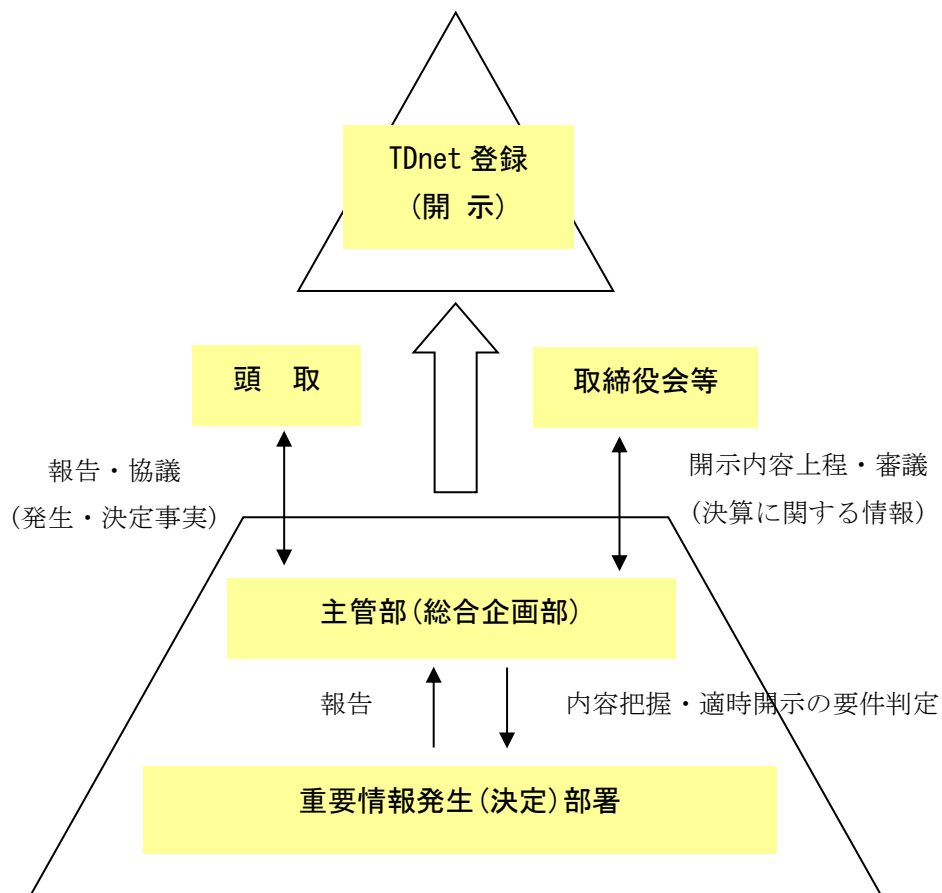 TDnet 登録
(開 示)
頭 取
取締役会等
報告・協議
(発生・決定事実)
開示内容上程・審議
(決算に関する情報)
主管部(総合企画部)
報告
内容把握・適時開示の要件判定
重要情報発生(決定)部署